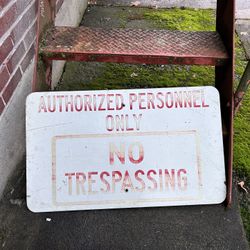 AUTHORIZED PERSONNEL
ONLY
NO
TRESPASSING